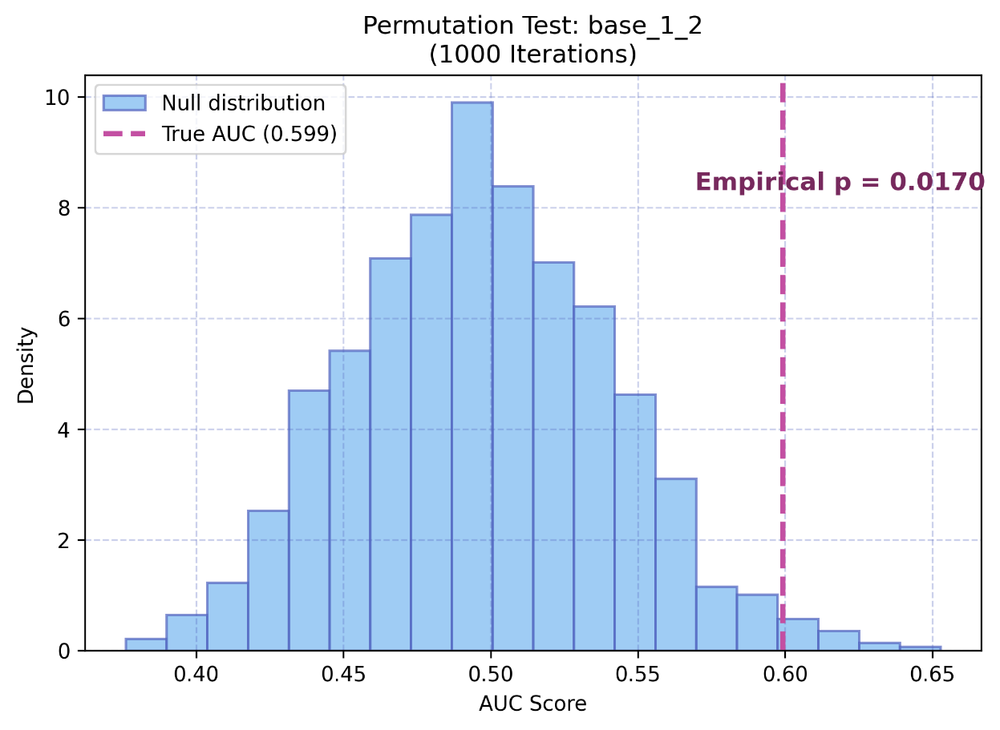 Permutation Test: base_1_2
(1000 Iterations)
Null distribution
True AUC (0.599)
Empirical p = 0.0170
Density
10
8
6
4
2
0
0.40 0.45 0.50 0.55 0.60 0.65
AUC Score